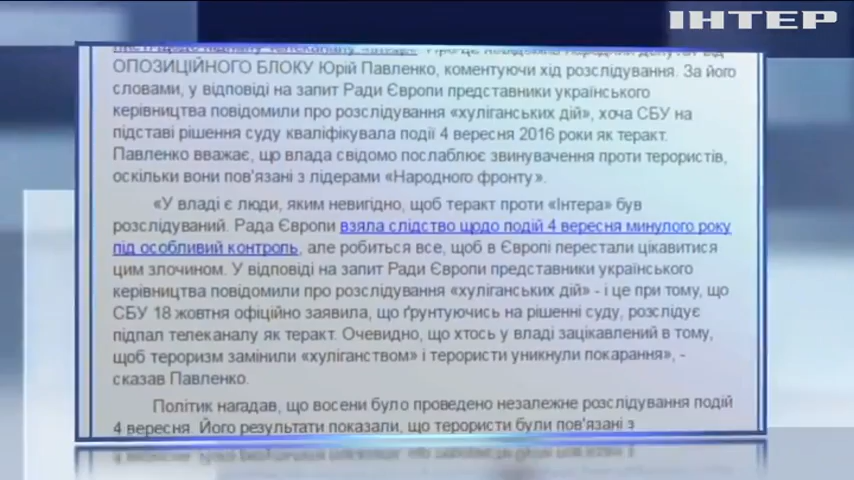 ІНТЕР
ОПОЗИЦІЙНОГО БЛОКУ Юрій Павленко, коментуючи хід розслідування. За його
словами, у відповіді на запит Ради Європи представники українського
керівництва повідомили про розслідування «хуліганських дій», хоча СБУ на
підставі рішення суду кваліфікувала події 4 вересня 2016 роки як теракт.
Павленко вважає, що влада свідомо послаблює звинувачення проти терористів,
оскільки вони пов'язані з лідерами «Народного фронту».
«У владі є люди, яким невигідно, щоб теракт проти «Інтера» був
розслідуваний. Рада Європи взяла слідство щодо подій 4 вересня минулого року
під особливий контроль, але робиться все, щоб в Європі перестали цікавитися
цим злочином. У відповіді на запит Ради Європи представники українського
керівництва повідомили про розслідування «хуліганських дій» - і це при тому, що
СБУ 18 жовтня офіційно заявила, що ґрунтуючись на рішенні суду, розслідує
підпал телеканалу як теракт. Очевидно, що хтось у владі зацікавлений в тому,
щоб тероризм замінили «хуліганством» і терористи уникнули покарання», -
сказав Павленко.
Політик нагадав, що восени було проведено незалежне розслідування подій
4 вересня. Його результати показали, що терористи були пов'язані з